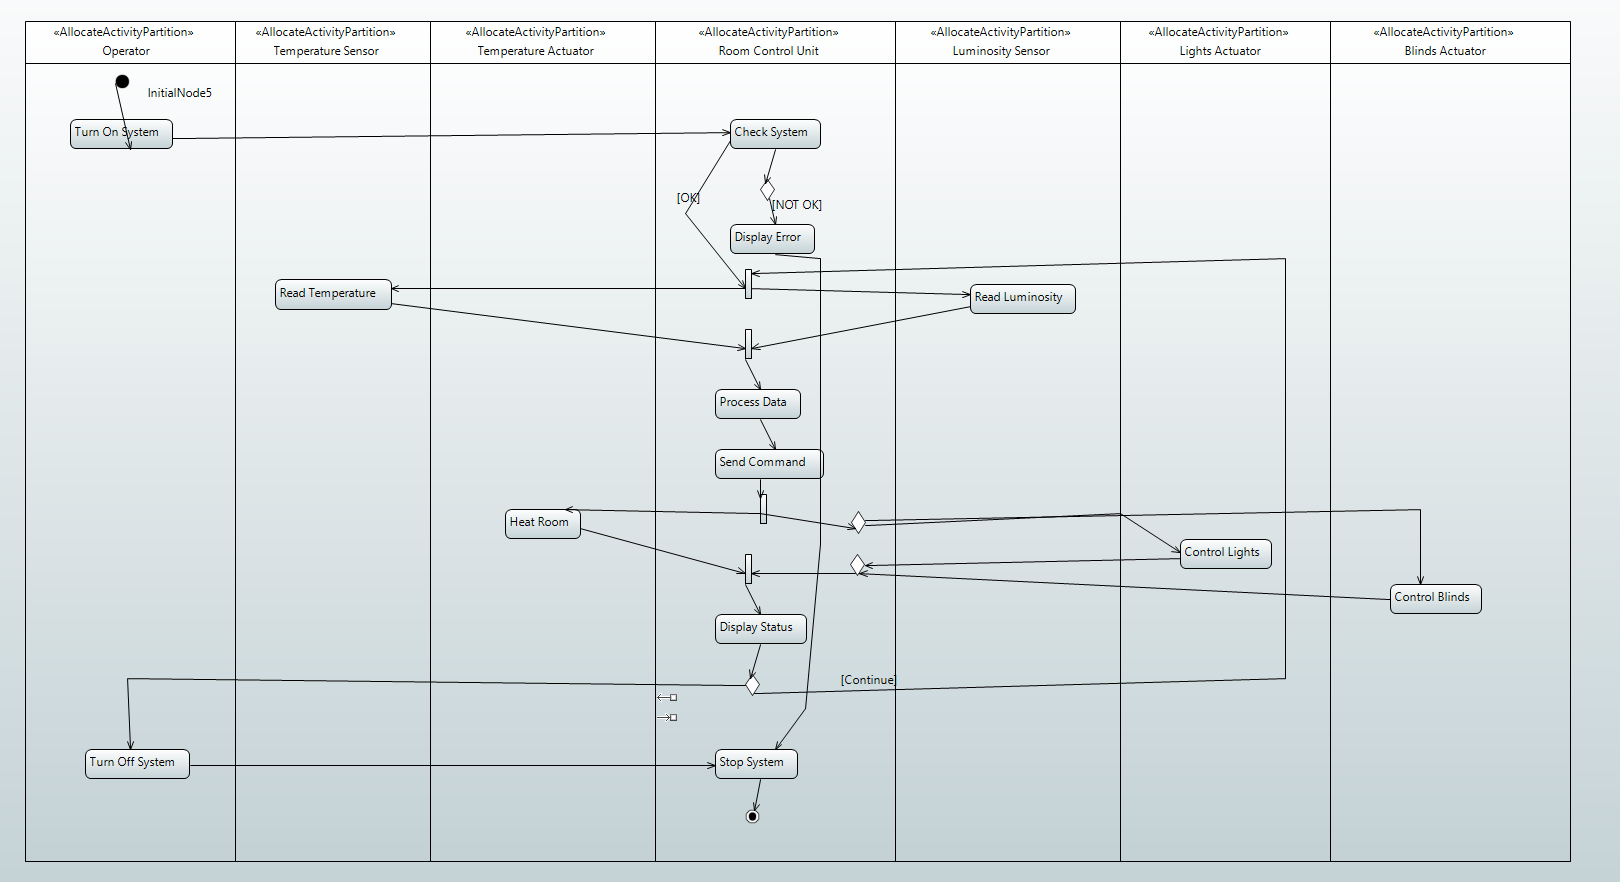 «AllocateActivityPartition»
Operator
«AllocateActivityPartition»
Temperature Sensor
«AllocateActivityPartition»
Temperature Actuator
«AllocateActivityPartition»
Room Control Unit
«AllocateActivityPartition»
Luminosity Sensor
«AllocateActivityPartition»
Lights Actuator
«AllocateActivityPartition»
Blinds Actuator
InitialNode5
Turn On System
Check System
[OK]
[NOT OK]
Display Error
Read Temperature
Read Luminosity
Process Data
Send Command
Heat Room
Control Lights
Control Blinds
Display Status
[Continue]
Turn Off System
Stop System